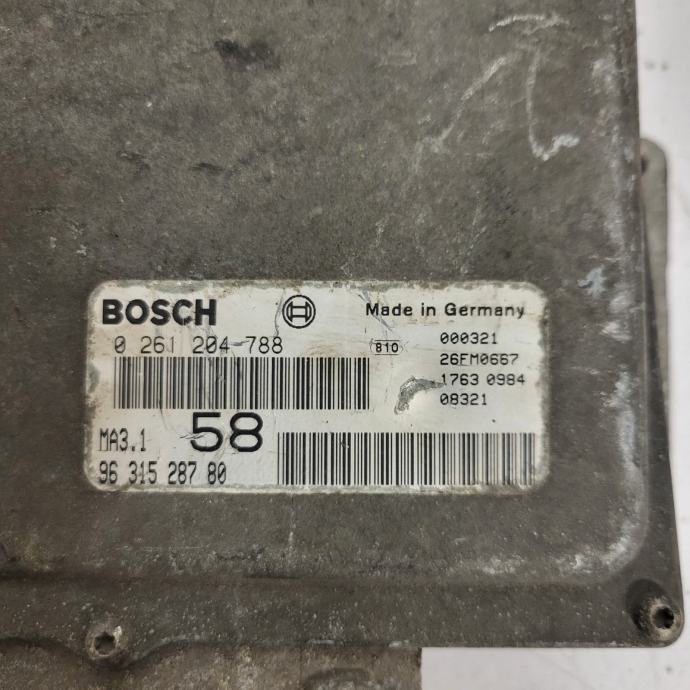 BOSCH Made in Germany
0 261 204-788 810 000321
26FM0667
1763 0984
08321
MA3.1 58
96 315 287 80